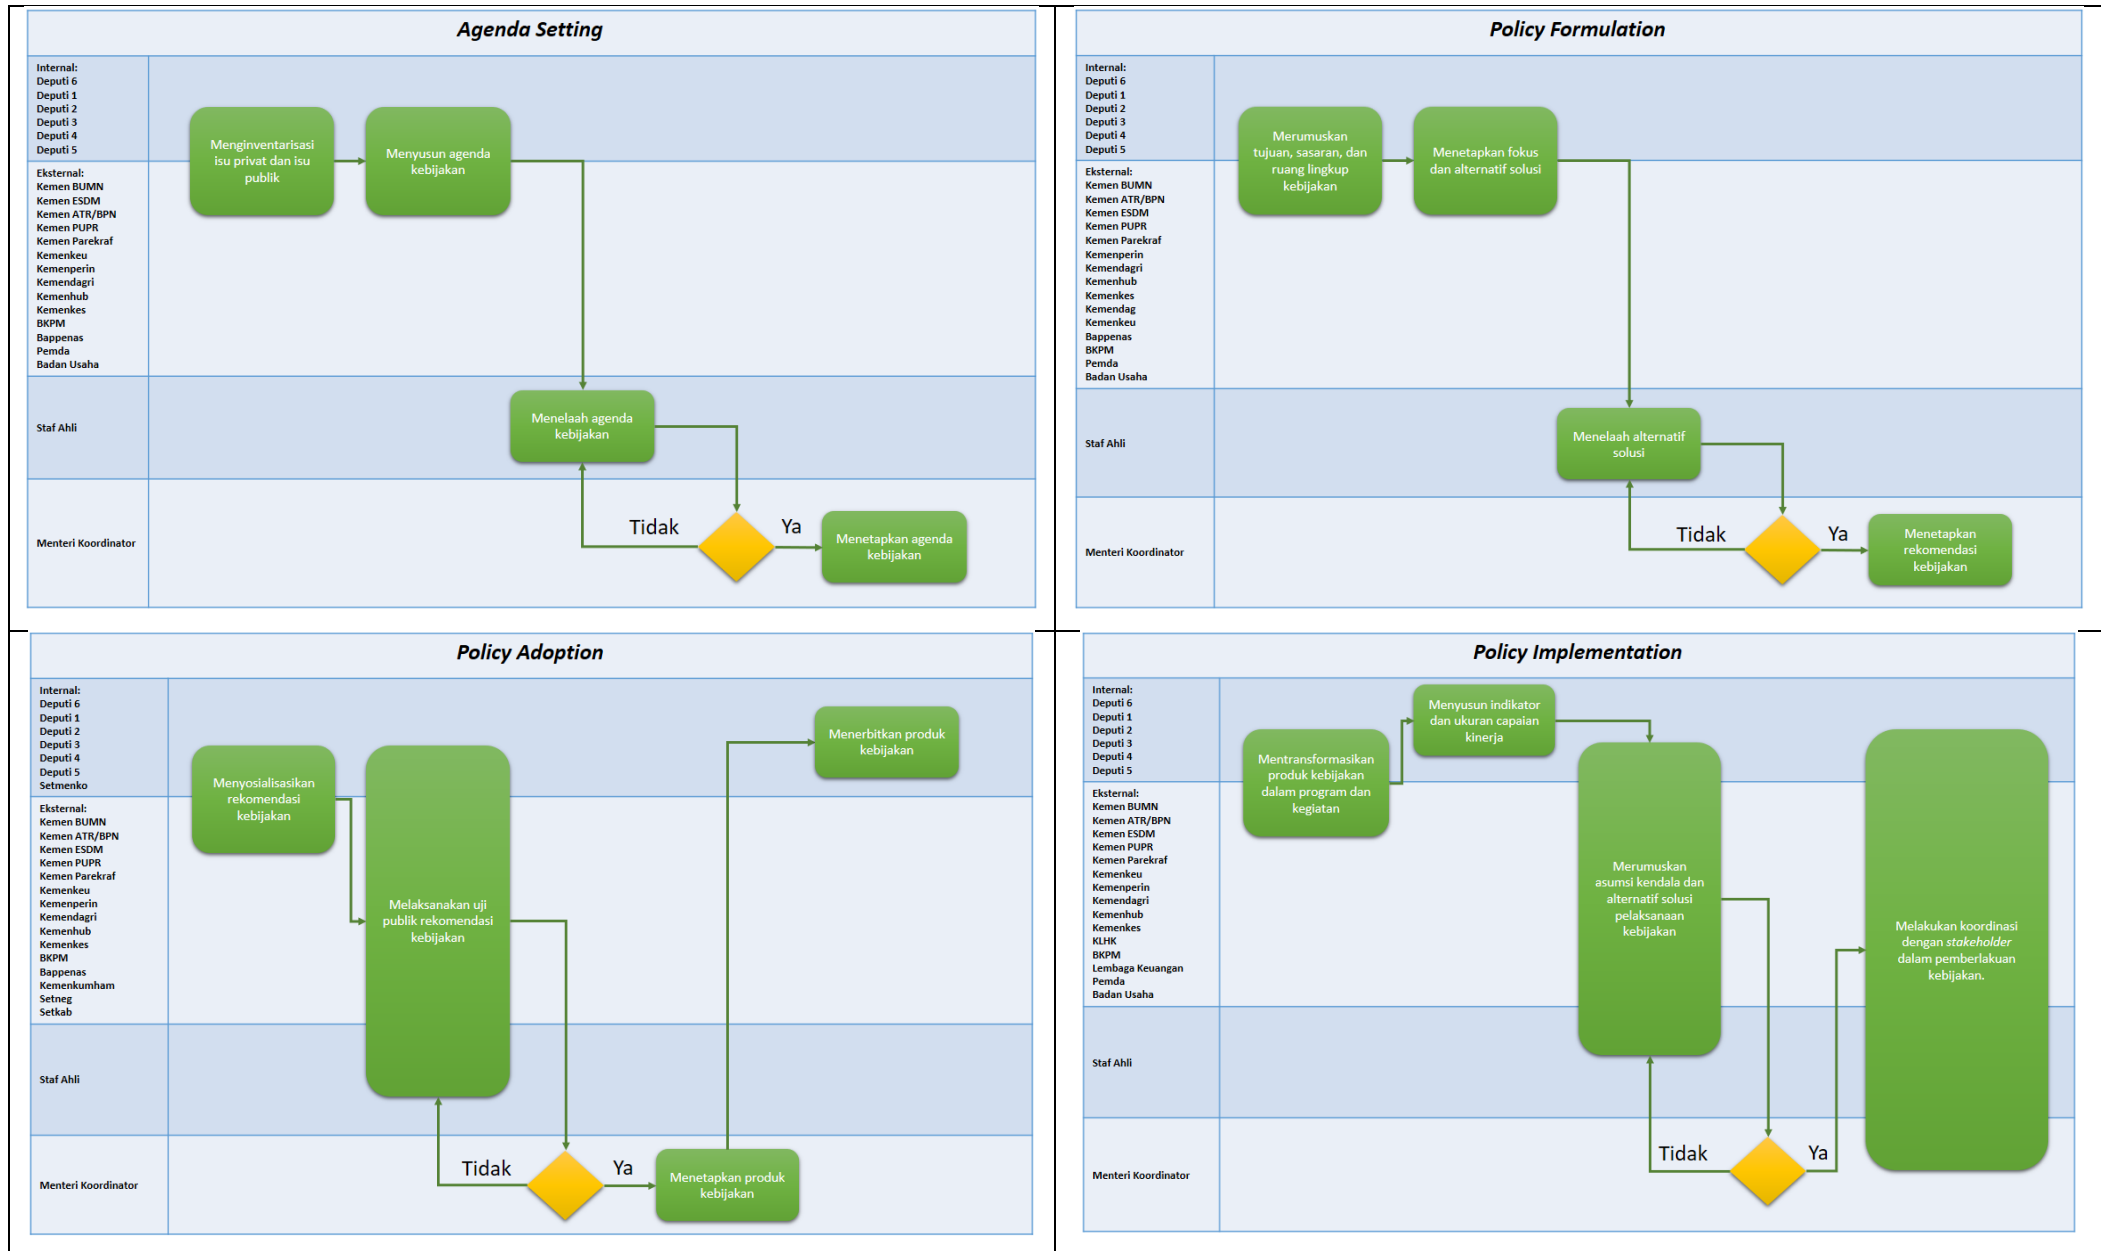 Agenda Setting
Internal:
Deputi 6
Deputi 1
Deputi 2
Deputi 3
Deputi 4
Deputi 5
Menginventarisasi
isu privat dan isu
publik
Menyusun agenda
kebijakan
Eksternal:
Kemen BUMN
Kemen ESDM
Kemen ATR/BPN
Kemen PUPR
Kemen Parekraf
Kemenkeu
Kemenperin
Kemendagri
Kemenhub
Kemenkes
BKPM
Bappenas
Pemda
Badan Usaha
Staf Ahli
Menelaah agenda
kebijakan
Menteri Koordinator
Tidak
Ya
Menetapkan agenda
kebijakan
Policy Formulation
Internal:
Deputi 6
Deputi 1
Deputi 2
Deputi 3
Deputi 4
Deputi 5
Merumuskan
tujuan, sasaran, dan
ruang lingkup
kebijakan
Menetapkan fokus
dan alternatif solusi
Eksternal:
Kemen BUMN
Kemen ATR/BPN
Kemen ESDM
Kemen PUPR
Kemen Parekraf
Kemenperin
Kemendagri
Kemenhub
Kemenkes
Kemendag
Kemenkeu
Bappenas
BKPM
Pemda
Badan Usaha
Staf Ahli
Menelaah alternatif
solusi
Menteri Koordinator
Tidak
Ya
Menetapkan
rekomendasi
kebijakan
Policy Adoption
Internal:
Deputi 6
Deputi 1
Deputi 2
Deputi 3
Deputi 4
Deputi 5
Setmenko
Menyosialisasikan
rekomendasi
kebijakan
Menerbitkan produk
kebijakan
Eksternal:
Kemen BUMN
Kemen ATR/BPN
Kemen ESDM
Kemen PUPR
Kemen Parekraf
Kemenkeu
Kemenperin
Kemendagri
Kemenhub
Kemenkes
BKPM
Bappenas
Kemenkumham
Setneg
Setkab
Melaksanakan uji
publik rekomendasi
kebijakan
Staf Ahli
Menteri Koordinator
Tidak
Ya
Menetapkan produk
kebijakan
Policy Implementation
Internal:
Deputi 6
Deputi 1
Deputi 2
Deputi 3
Deputi 4
Deputi 5
Mentransformasikan
produk kebijakan
dalam program dan
kegiatan
Menyusun indikator
dan ukuran capaian
kinerja
Eksternal:
Kemen BUMN
Kemen ATR/BPN
Kemen ESDM
Kemen PUPR
Kemen Parekraf
Kemenkeu
Kemenperin
Kemendagri
Kemenhub
Kemenkes
KLHK
BKPM
Lembaga Keuangan
Pemda
Badan Usaha
Merumuskan
asumsi kendala dan
alternatif solusi
pelaksanaan
kebijakan
Melakukan koordinasi
dengan stakeholder
dalam pemberlakuan
kebijakan.
Staf Ahli
Menteri Koordinator
Tidak
Ya